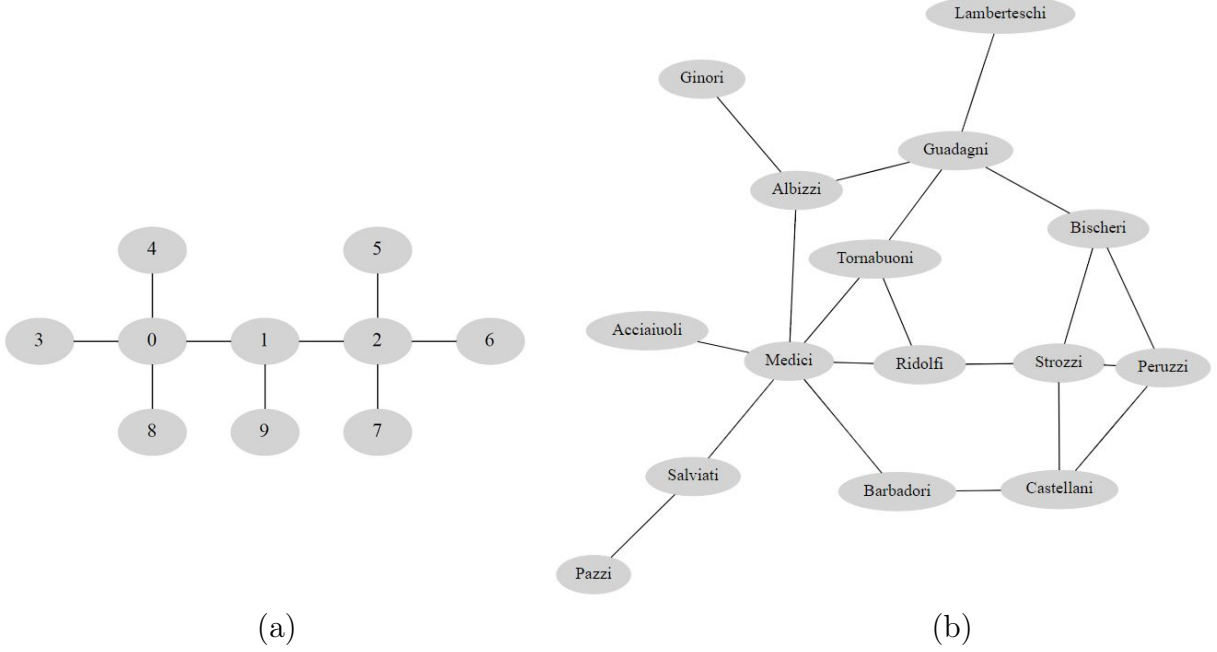 4
5
3
0
1
2
6
8
9
7
(a)
Lamberteschi
Ginori
Guadagni
Albizzi
Bischeri
Tornabuoni
Acciaiuoli
Medici
Ridolfi
Strozzi
Peruzzi
Salviati
Barbadori
Castellani
Pazzi
(b)